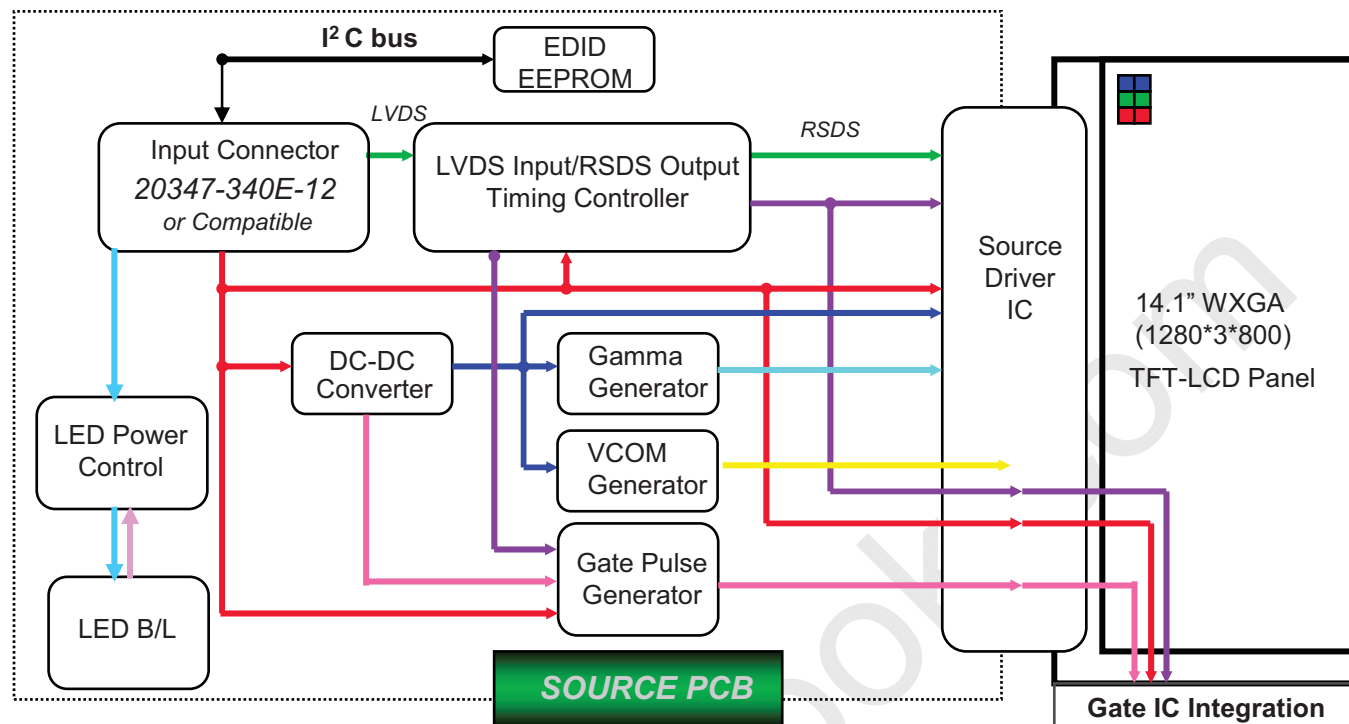 I² C bus
EDID
EEPROM
LVDS
RSDS
Input Connector
20347-340E-12
or Compatible
LVDS Input/RSDS Output
Timing Controller
Source
Driver
IC
14.1” WXGA
(1280*3*800)
TFT-LCD Panel
DC-DC
Converter
Gamma
Generator
LED Power
Control
VCOM
Generator
Gate Pulse
Generator
LED B/L
SOURCE PCB
Gate IC Integration